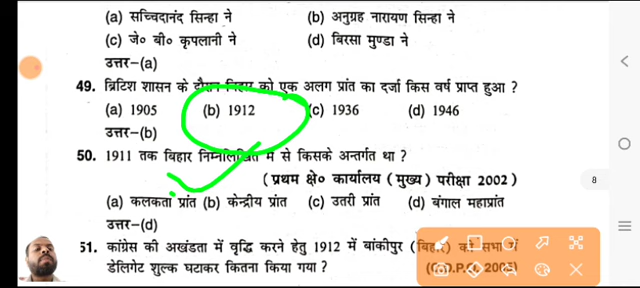 (a) सच्चिदानंद सिन्हा ने (b) अनुग्रह नारायण सिन्हा ने
(c) जे० बी० कृपलानी ने (d) बिरसा मुण्डा ने
उत्तर–(a)
49. ब्रिटिश शासन के दौरान बिहार को एक अलग प्रांत का दर्जा किस वर्ष प्राप्त हुआ ?
(a) 1905 (b) 1912 (c) 1936 (d) 1946
उत्तर–(b)
50. 1911 तक बिहार निम्नलिखित में से किसके अन्तर्गत था ?
(प्रथम क्षे० कार्यालय (मुख्य) परीक्षा 2002)
8
(a) कलकता प्रांत (b) केन्द्रीय प्रांत (c) उतरी प्रांत (d) बंगाल महाप्रांत
उत्तर–(d)
51. कांग्रेस की अखंडता में वृद्धि करने हेतु 1912 में बांकीपुर (बिहार) की सभा में
डेलिगेट शुल्क घटाकर कितना किया गया ?